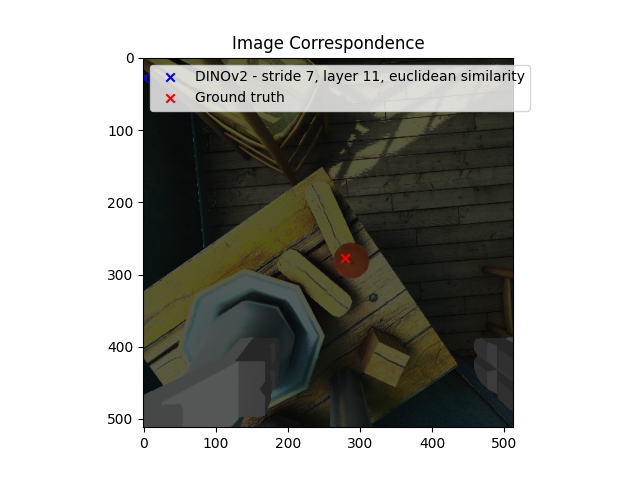 Image Correspondence
DINOv2 - stride 7, layer 11, euclidean similarity
Ground truth
0
100
200
300
400
500
0 100 200 300 400 500